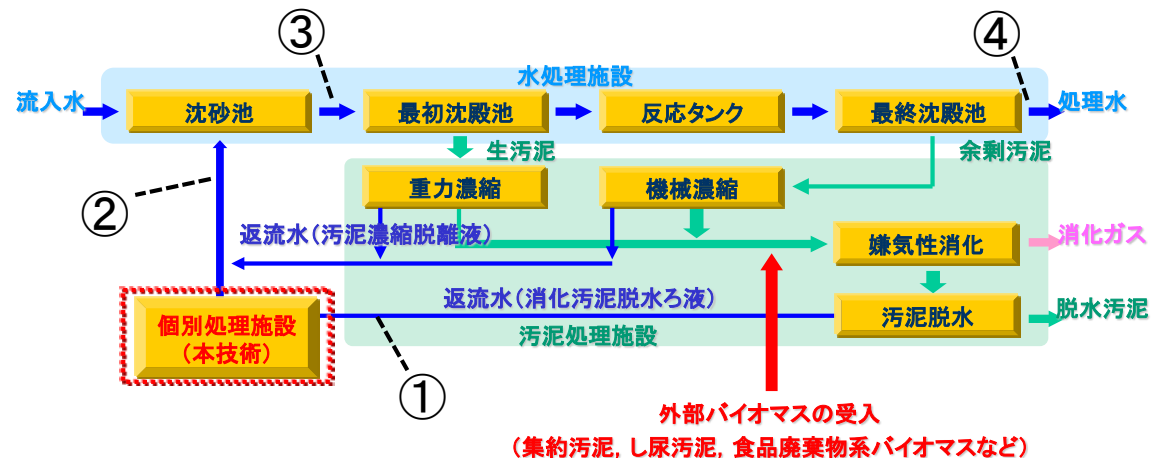 ③
④
水処理施設
流入水
沈砂池
最初沈殿池
反応タンク
最終沈殿池
処理水
生汚泥
余剰汚泥
重力濃縮
機械濃縮
②
返流水(汚泥濃縮脱離液)
嫌気性消化
消化ガス
返流水(消化汚泥脱水ろ液)
汚泥脱水
脱水汚泥
個別処理施設
(本技術)
汚泥処理施設
①
外部バイオマスの受入
(集約汚泥, し尿汚泥, 食品廃棄物系バイオマスなど)